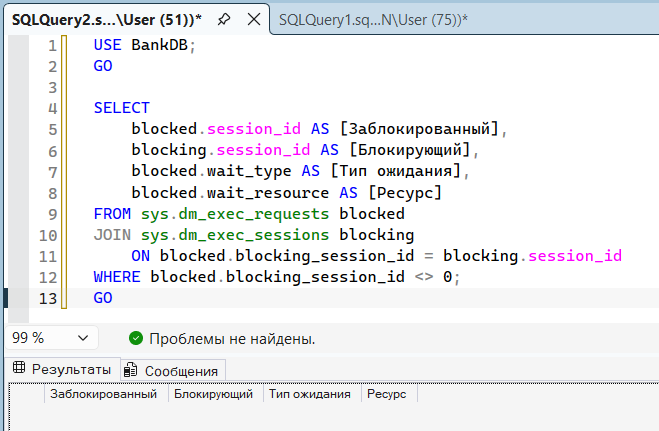 SQLQuery2.s...\User (51))*
SQLQuery1.sq...N\User (75))*
1 USE BankDB;
2 GO
3
4 SELECT
5 blocked.session_id AS [Заблокированный],
6 blocking.session_id AS [Блокирующий],
7 blocked.wait_type AS [Тип ожидания],
8 blocked.wait_resource AS [Ресурс]
9 FROM sys.dm_exec_requests blocked
10 JOIN sys.dm_exec_sessions blocking
11 ON blocked.blocking_session_id = blocking.session_id
12 WHERE blocked.blocking_session_id <> 0;
13 GO
99 % Проблемы не найдены.
Результаты Сообщения
Заблокированный Блокирующий Тип ожидания Ресурс